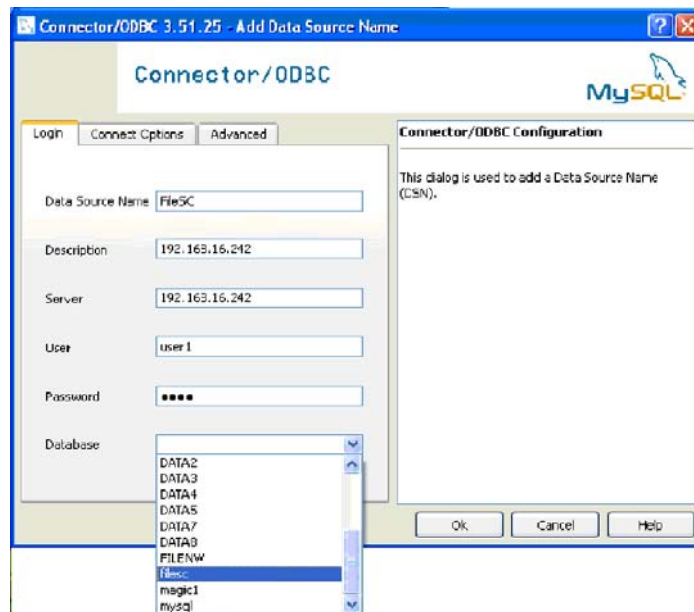 Connector/ODBC 3.51.25 - Add Data Source Name
Connector/ODBC
MySQL
Login Connect Options Advanced
Data Source Name FileSC
Description 192.168.16.242
Server 192.168.16.242
User user1
Password ●●●●
Database
DATA2
DATA3
DATA4
DATA5
DATA7
DATA8
FILENW
filesc
magic1
mysql
Connector/ODBC Configuration
This dialog is used to add a Data Source Name
(DSN).
Ok Cancel Help